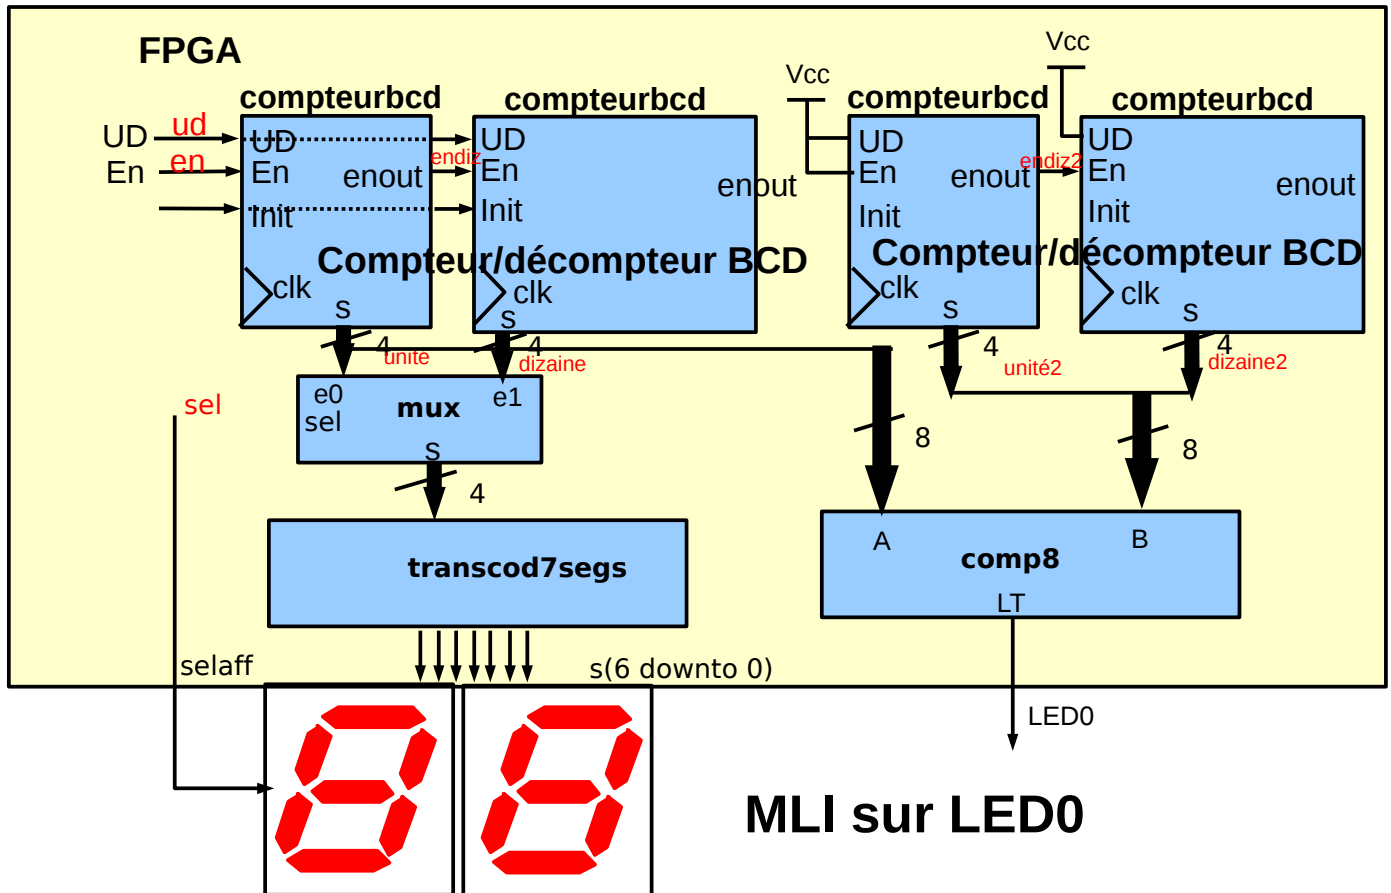 FPGA
Vcc
Vcc
compteurbcd
compteurbcd
compteurbcd
compteurbcd
UD
ud
En
en
UD
En
enout
Init
clk
s
endiz
UD
En
enout
Init
clk
s
Compteur/décompteur BCD
UD
En
enout
Init
clk
s
endiz2
UD
En
enout
Init
clk
s
Compteur/décompteur BCD
4
unite
4
dizaine
4
unité2
4
dizaine2
sel
e0
e1
sel
mux
s
4
8
8
transcod7segs
A
B
comp8
LT
selaff
s(6 downto 0)
LED0
MLI sur LED0